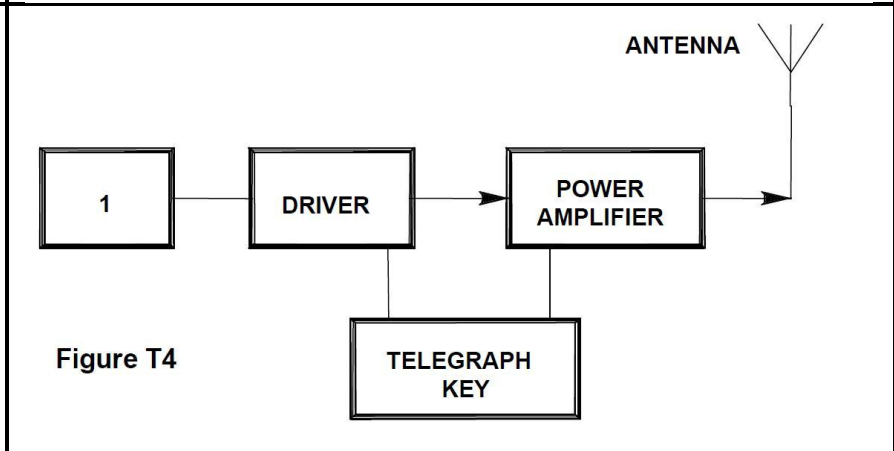 ANTENNA
1
DRIVER
POWER
AMPLIFIER
TELEGRAPH
KEY
Figure T4